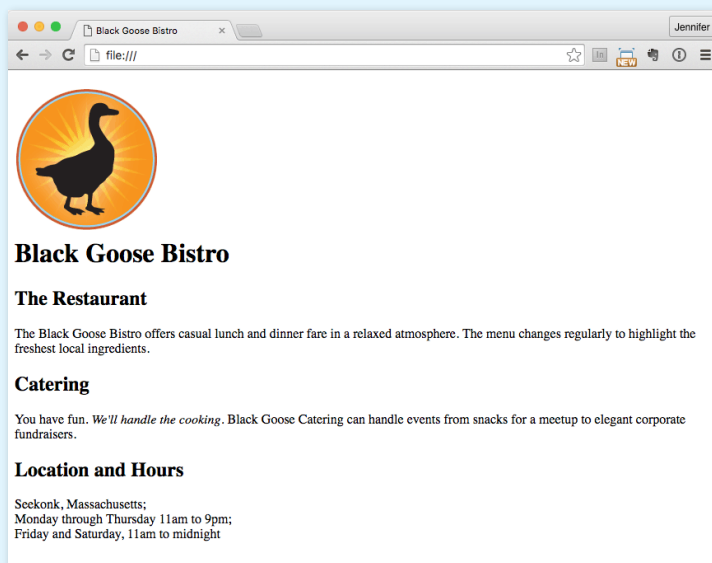 Black Goose Bistro
Jennifer
file:///
NEW
Black Goose Bistro
The Restaurant
The Black Goose Bistro offers casual lunch and dinner fare in a relaxed atmosphere. The menu changes regularly to highlight the
freshest local ingredients.
Catering
You have fun. We'll handle the cooking. Black Goose Catering can handle events from snacks for a meetup to elegant corporate
fundraisers.
Location and Hours
Seekonk, Massachusetts;
Monday through Thursday 11am to 9pm;
Friday and Saturday, 11am to midnight